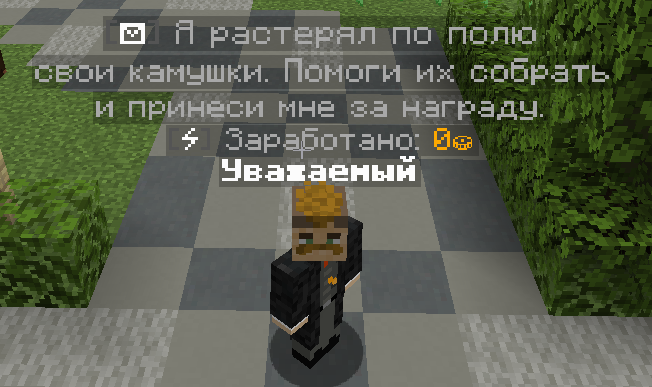 Я растерял по полю
свои камушки. Помоги их собрать
и принеси мне за награду.
Заработано: 0
Уважаемый